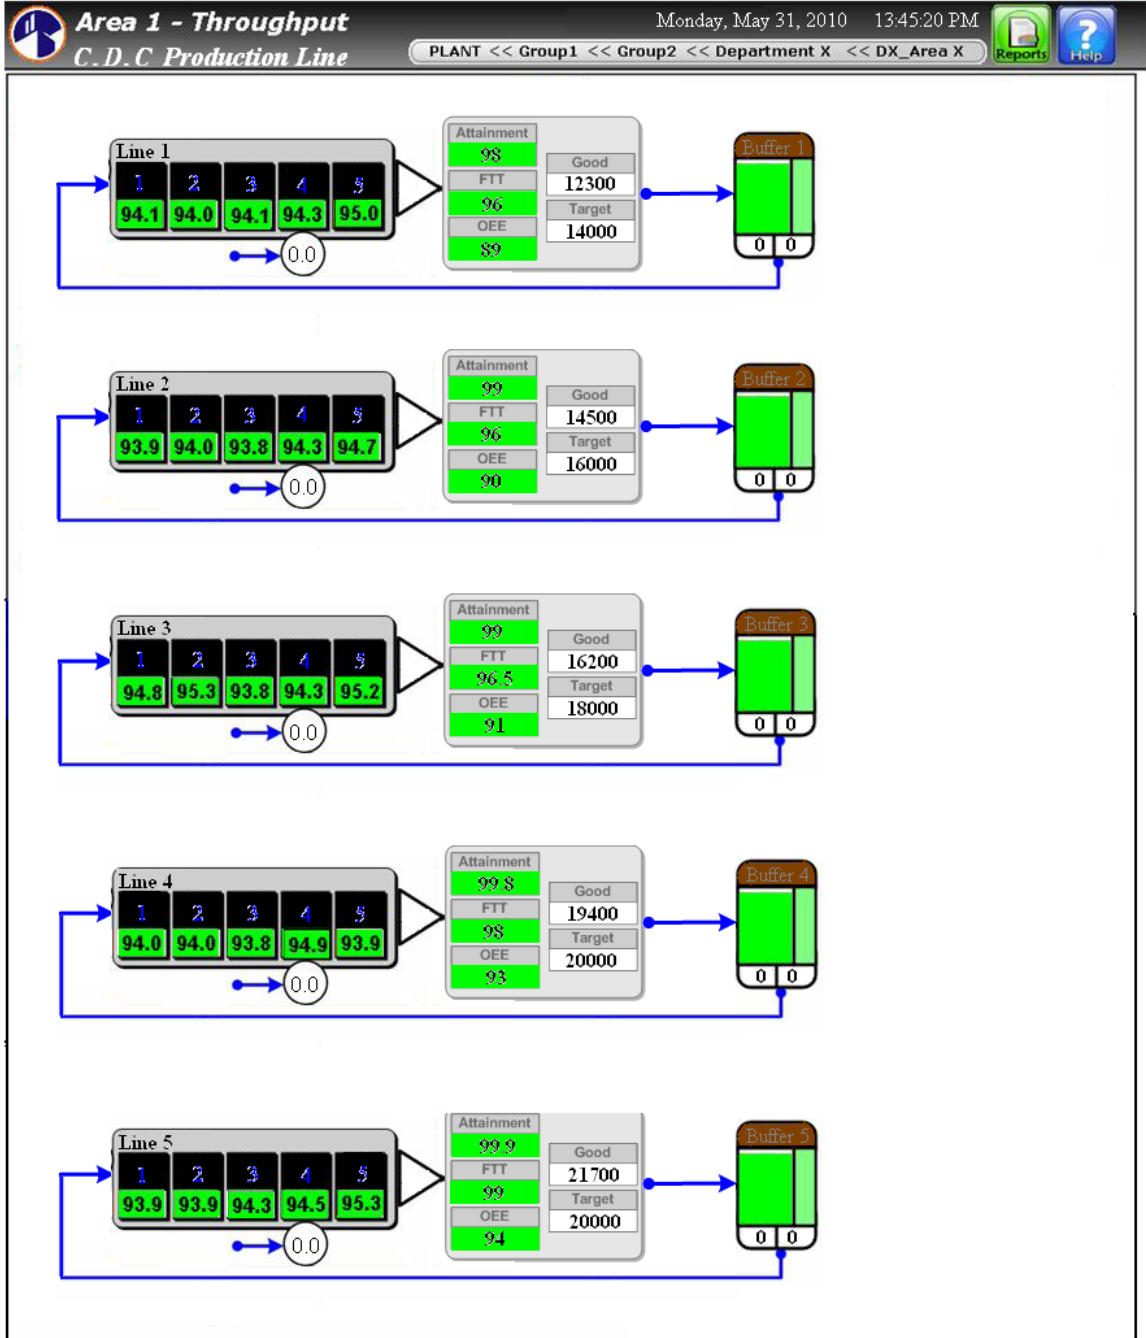 Area 1 - Throughput
Monday, May 31, 2010 13:45:20 PM
C.D.C Production Line
PLANT << Group1 << Group2 << Department X << DX_Area X
Reports
?
Help
Line 1
1 2 3 4 5
94.1 94.0 94.1 94.3 95.0
0.0
Attainment
98
FTT
96
OEE
89
Good
12300
Target
14000
Buffer 1
0 0
Line 2
1 2 3 4 5
93.9 94.0 93.8 94.3 94.7
0.0
Attainment
99
FTT
96
OEE
90
Good
14500
Target
16000
Buffer 2
0 0
Line 3
1 2 3 4 5
94.8 95.3 93.8 94.3 95.2
0.0
Attainment
99
FTT
96.5
OEE
91
Good
16200
Target
18000
Buffer 3
0 0
Line 4
1 2 3 4 5
94.0 94.0 93.8 94.9 93.9
0.0
Attainment
99.8
FTT
98
OEE
93
Good
19400
Target
20000
Buffer 4
0 0
Line 5
1 2 3 4 5
93.9 93.9 94.3 94.5 95.3
0.0
Attainment
99.9
FTT
99
OEE
94
Good
21700
Target
20000
Buffer 5
0 0